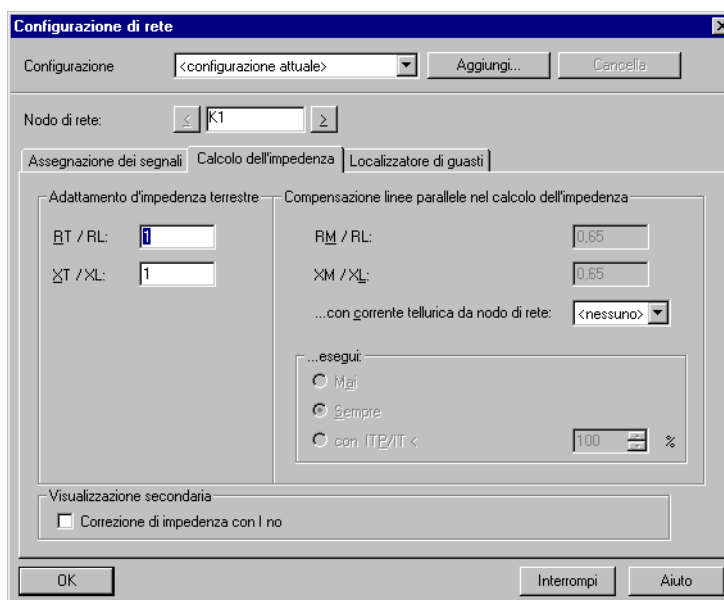 Configurazione di rete
Configurazione <configurazione attuale> Aggiungi... Cancella
Nodo di rete: < K1 >
Assegnazione dei segnali Calcolo dell'impedenza Localizzatore di guasti
Adattamento d'impedenza terrestre Compensazione linee parallele nel calcolo dell'impedenza
RT / RL: 1 RM / RL: 0,65
XT / XL: 1 XM / XL: 0,65
...con corrente tellurica da nodo di rete: <nessuno>
...esegui:
Mai
Sempre
con ITP/IT < 100 %
Visualizzazione secondaria
Correzione di impedenza con I no
OK Interrompi Aiuto